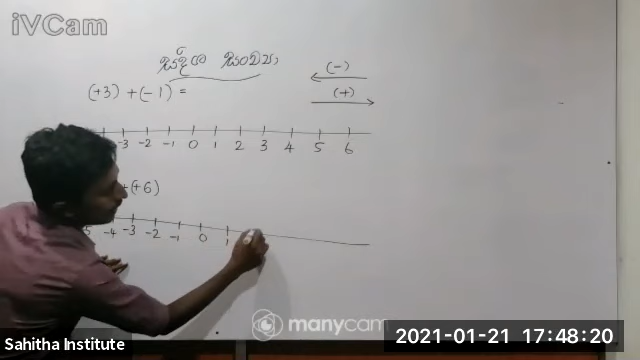 iVCam
සදිශ සංඛ්‍යා
(-)
(+3) + (-1) =
(+)
-3 -2 -1 0 1 2 3 4 5 6
+(+6)
5 -4 -3 -2 -1 0 1
manycam
Sahitha Institute
2021-01-21 17:48:20